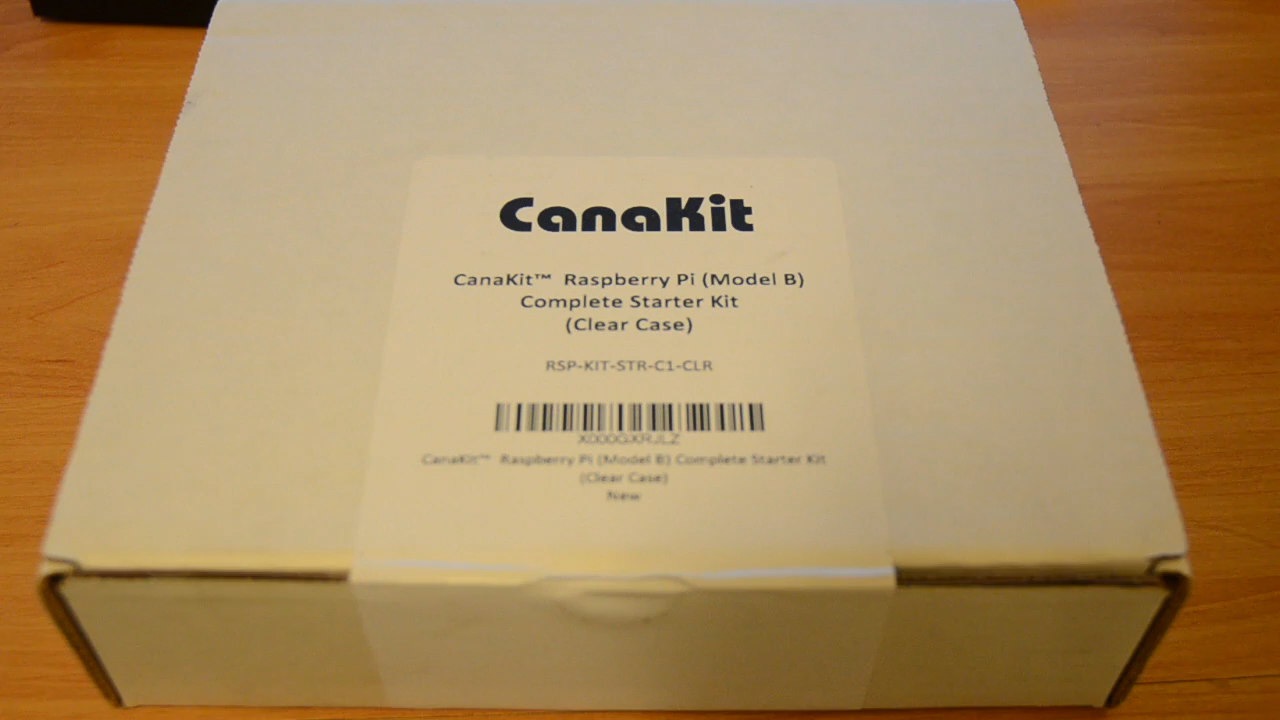 CanaKit
CanaKit™ Raspberry Pi (Model B)
Complete Starter Kit
(Clear Case)
RSP-KIT-STR-C1-CLR
X000GXRJLZ
CanaKit™ Raspberry Pi (Model B) Complete Starter Kit
(Clear Case)
New